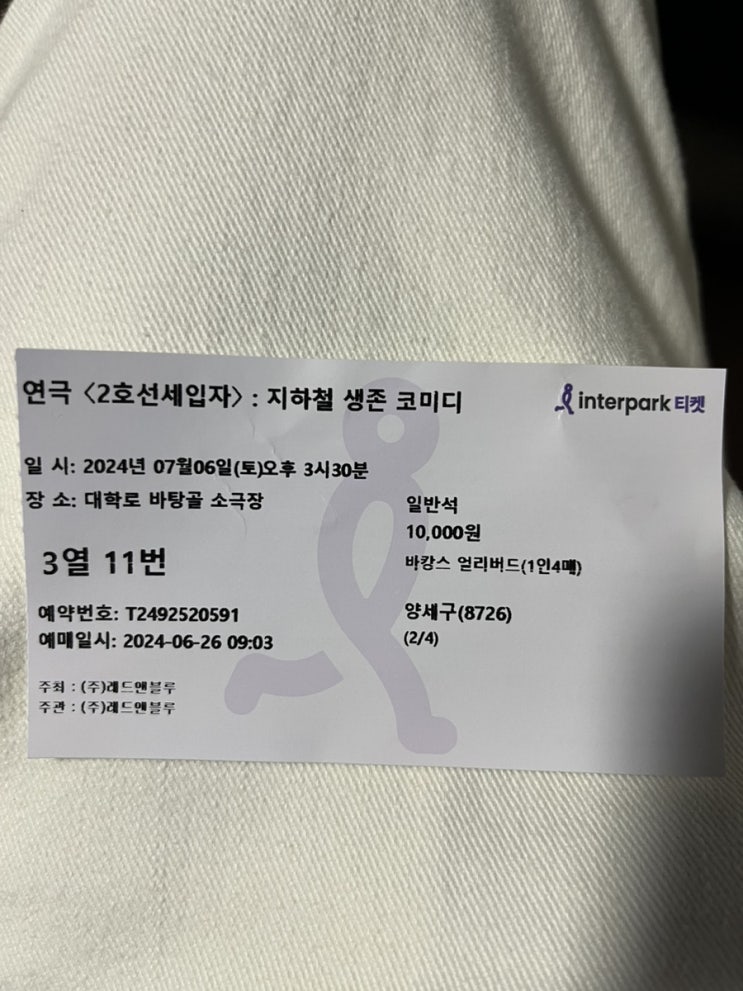 연극 <2호선세입자> : 지하철 생존 코미디
interpark 티켓
일 시: 2024년 07월06일(토)오후 3시30분
장 소: 대학로 바탕골 소극장
일반석
10,000원
3열 11번
바캉스 얼리버드(1인4매)
예약번호: T2492520591
예매일시: 2024-06-26 09:03
양세구(8726)
(2/4)
주최 : (주)레드앤블루
주관 : (주)레드앤블루